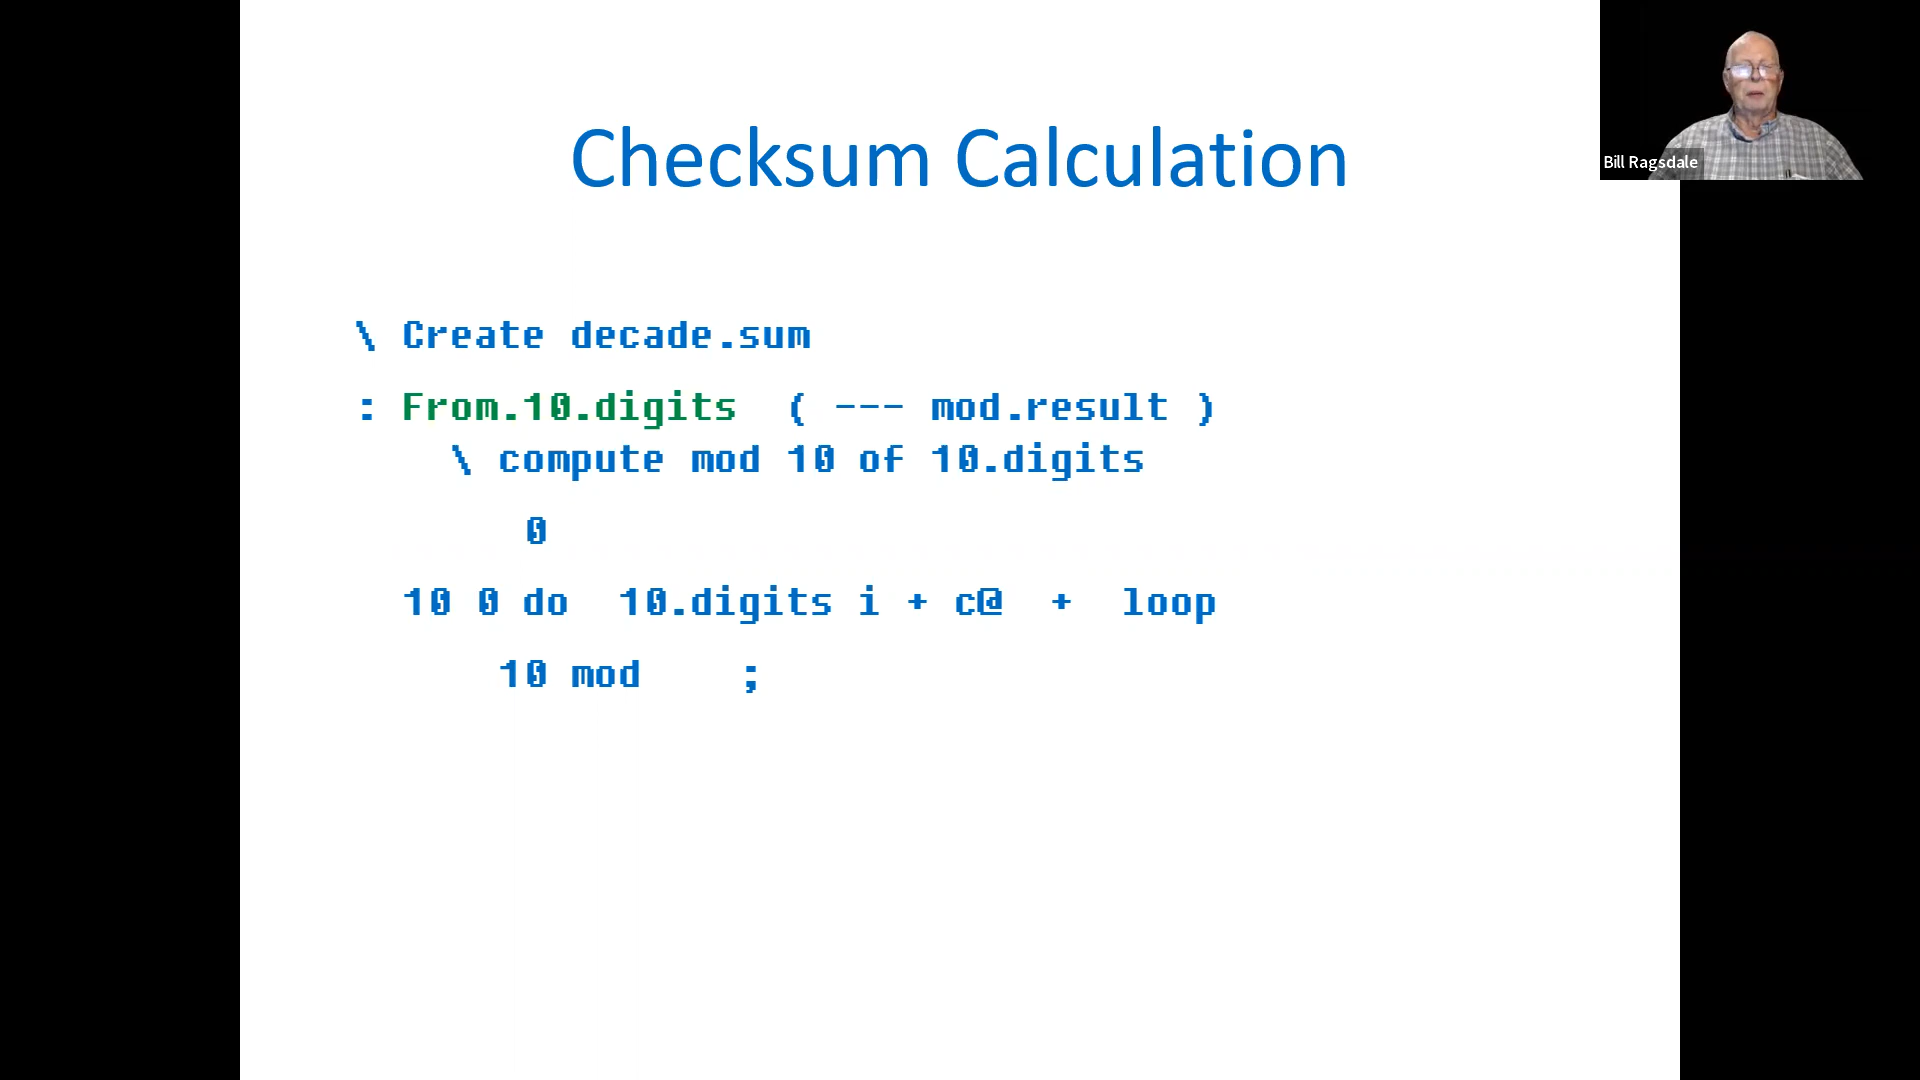 Checksum Calculation
Bill Ragsdale
\ Create decade.sum
: From.10.digits ( --- mod.result )
\ compute mod 10 of 10.digits
0
10 0 do 10.digits i + c@ + loop
10 mod ;